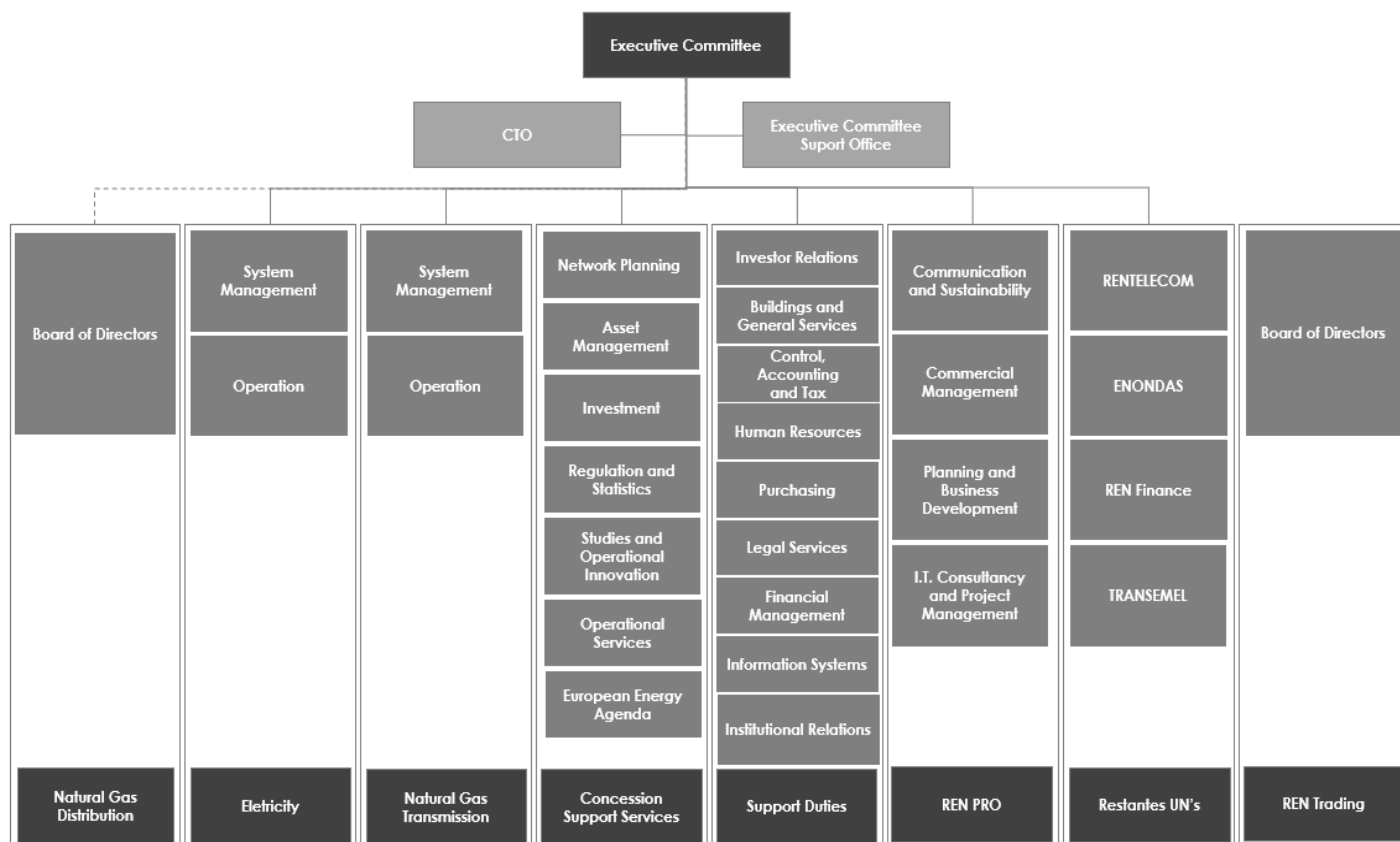 Executive Committee
CTO
Executive Committee
Suport Office
Board of Directors
System
Management
Operation
System
Management
Operation
Network Planning
Asset
Management
Investment
Regulation and
Statistics
Studies and
Operational
Innovation
Operational
Services
European Energy
Agenda
Investor Relations
Buildings and
General Services
Control,
Accounting
and Tax
Human Resources
Purchasing
Legal Services
Financial
Management
Information Systems
Institutional Relations
Communication
and Sustainability
Commercial
Management
Planning and
Business
Development
I.T. Consultancy
and Project
Management
RENTELECOM
ENONDAS
REN Finance
TRANSEMEL
Board of Directors
Natural Gas
Distribution
Eletricity
Natural Gas
Transmission
Concession
Support Services
Support Duties
REN PRO
Restantes UN's
REN Trading